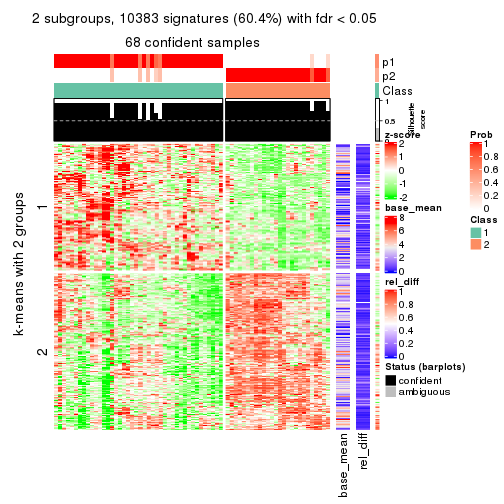 2 subgroups, 10383 signatures (60.4%) with fdr < 0.05
68 confident samples
p1
p2
Class
1
0.5
0
Silhouette
score
k-means with 2 groups
1
2
base_mean
rel_diff
z-score
2
1
0
-1
-2
base_mean
8
6
4
2
0
rel_diff
1
0.8
0.6
0.4
0.2
0
Status (barplots)
confident
ambiguous
Prob
1
0.8
0.6
0.4
0.2
0
Class
1
2